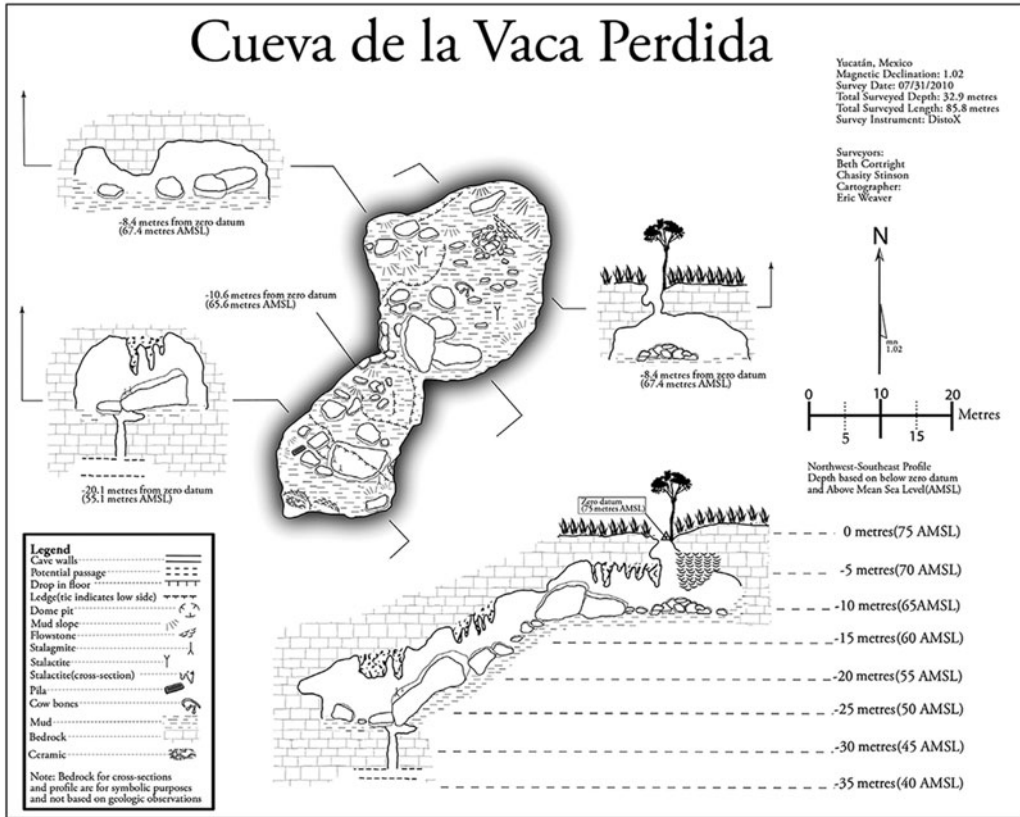 Cueva de la Vaca Perdida
Yucatán, Mexico
Magnetic Declination: 1.02
Survey Date: 07/31/2010
Total Surveyed Depth: 32.9 metres
Total Surveyed Length: 85.8 metres
Survey Instrument: DistoX
Surveyors:
Beth Cortright
Chasity Stinson
Cartographer:
Eric Weaver
-8.4 metres from zero datum
(67.4 metres AMSL)
-10.6 metres from zero datum
(65.6 metres AMSL)
-8.4 metres from zero datum
(67.4 metres AMSL)
N
mn
1.02
0 10 20
Metres
5 15
-20.1 metres from zero datum
(55.1 metres AMSL)
Northwest-Southeast Profile
Depth based on below zero datum
and Above Mean Sea Level(AMSL)
Zero datum
(75 metres AMSL)
0 metres(75 AMSL)
-5 metres(70 AMSL)
-10 metres(65AMSL)
-15 metres(60 AMSL)
-20 metres(55 AMSL)
-25 metres(50 AMSL)
-30 metres(45 AMSL)
-35 metres(40 AMSL)
Legend
Cave walls
Potential passage
Drop in floor
Ledge(tic indicates low side)
Dome pit
Mud slope
Flowstone
Stalagmite
Stalactite
Stalactite(cross-section)
Pila
Cow bones
Mud
Bedrock
Ceramic
Note: Bedrock for cross-sections
and profile are for symbolic purposes
and not based on geologic observations